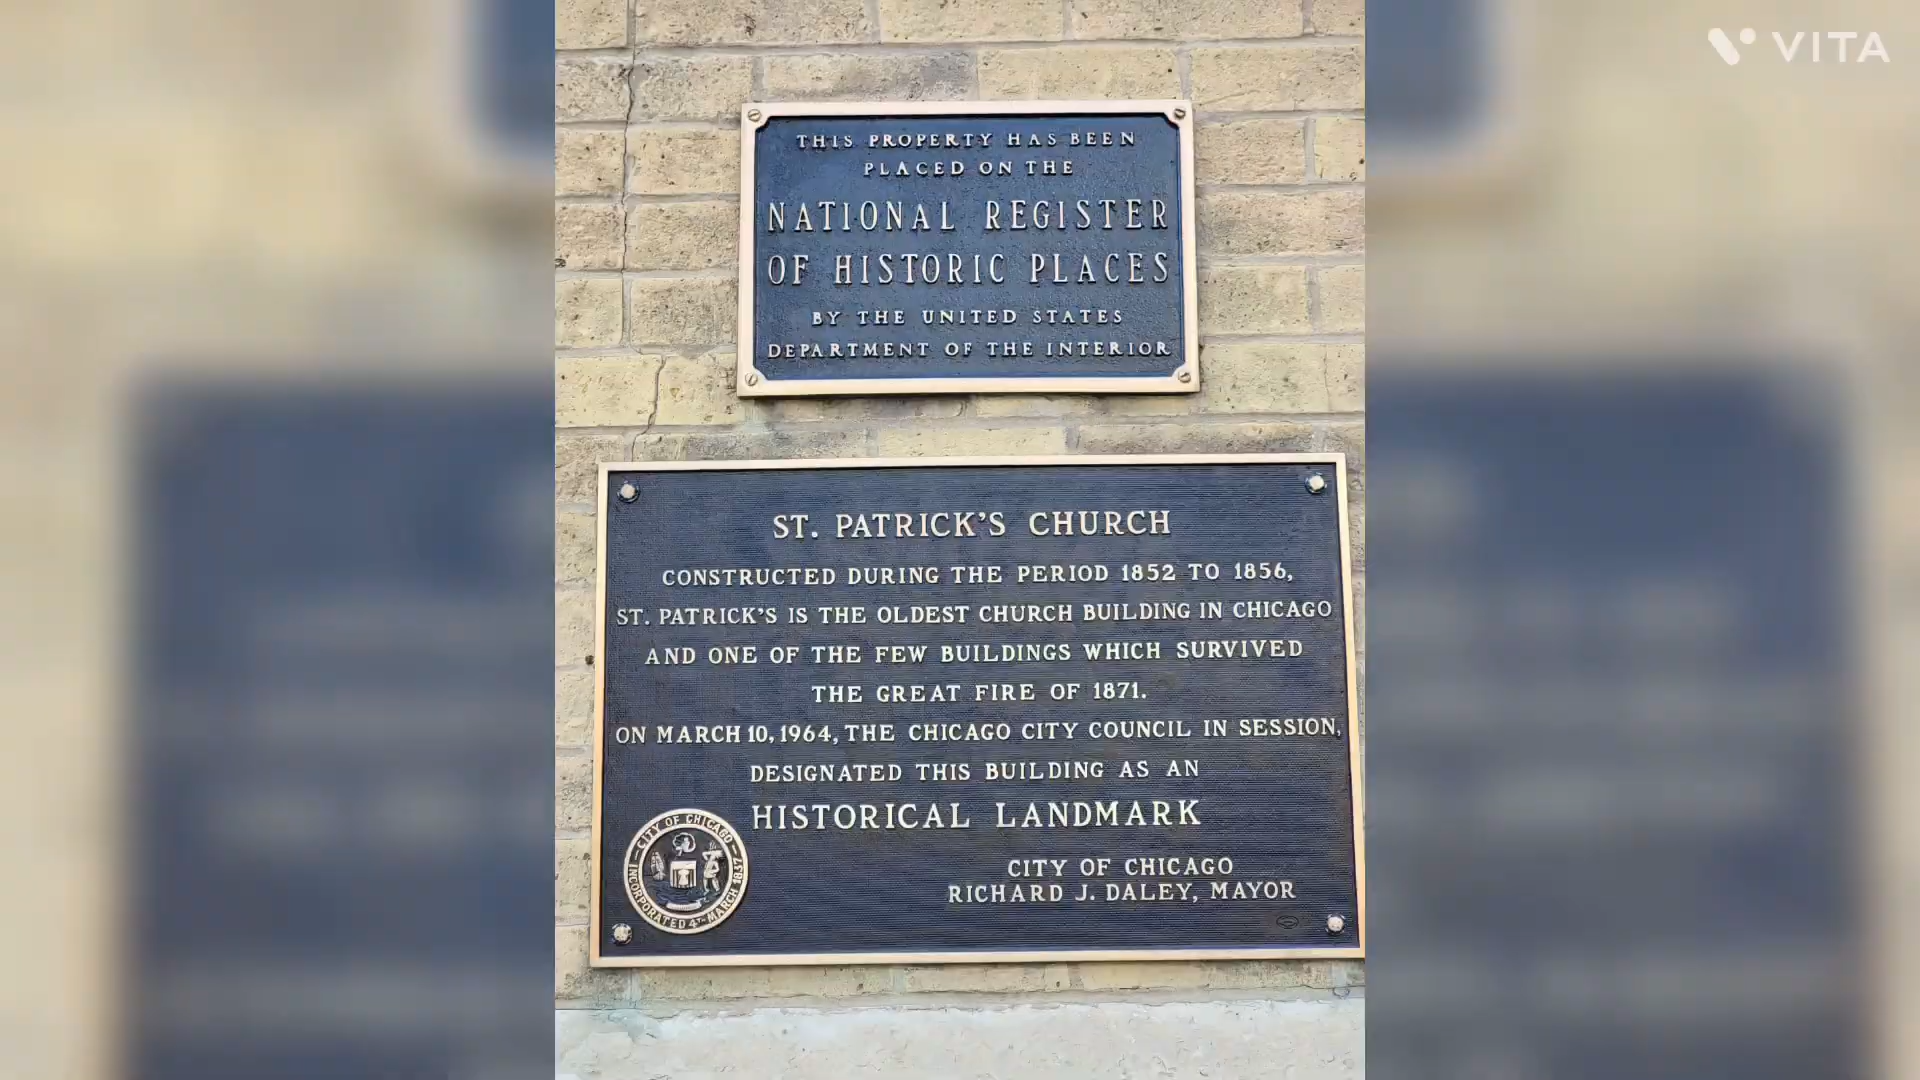 VITA
THIS PROPERTY HAS BEEN
PLACED ON THE
NATIONAL REGISTER
OF HISTORIC PLACES
BY THE UNITED STATES
DEPARTMENT OF THE INTERIOR
ST. PATRICK'S CHURCH
CONSTRUCTED DURING THE PERIOD 1852 TO 1856,
ST. PATRICK'S IS THE OLDEST CHURCH BUILDING IN CHICAGO
AND ONE OF THE FEW BUILDINGS WHICH SURVIVED
THE GREAT FIRE OF 1871.
ON MARCH 10, 1964, THE CHICAGO CITY COUNCIL IN SESSION,
DESIGNATED THIS BUILDING AS AN
HISTORICAL LANDMARK
CITY OF CHICAGO
RICHARD J. DALEY, MAYOR
CITY OF CHICAGO
INCORPORATED 4TH MARCH 1837